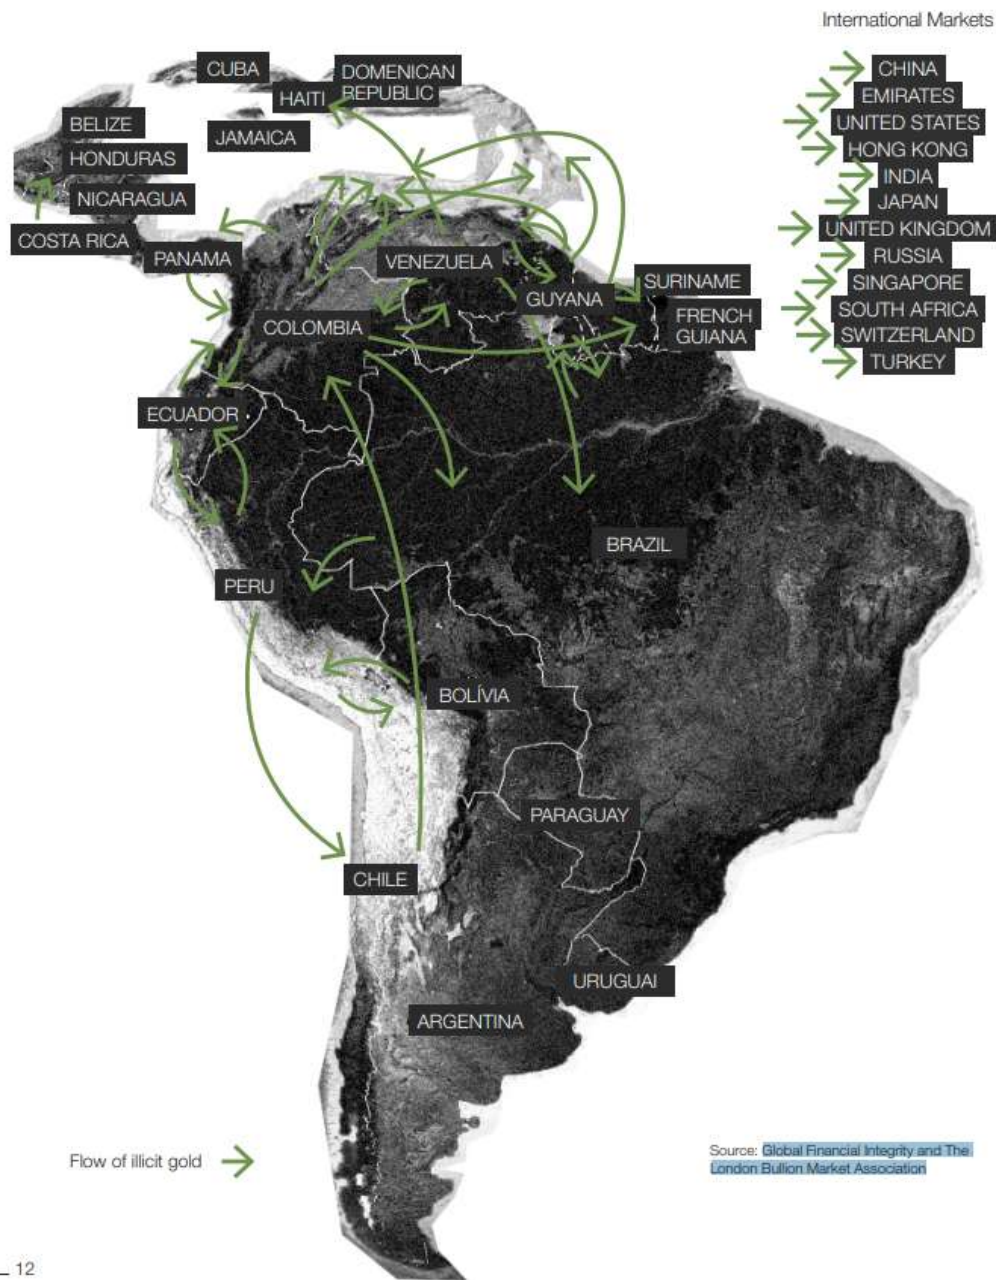 International Markets
CHINA
EMIRATES
UNITED STATES
HONG KONG
INDIA
JAPAN
UNITED KINGDOM
RUSSIA
SINGAPORE
SOUTH AFRICA
SWITZERLAND
TURKEY
CUBA
DOMENICAN
REPUBLIC
HAITI
BELIZE
JAMAICA
HONDURAS
NICARAGUA
COSTA RICA
PANAMA
VENEZUELA
SURINAME
GUYANA
FRENCH
GUIANA
COLOMBIA
ECUADOR
BRAZIL
PERU
BOLÍVIA
PARAGUAY
CHILE
URUGUAI
ARGENTINA
Flow of illicit gold
Source: Global Financial Integrity and The
London Bullion Market Association
12